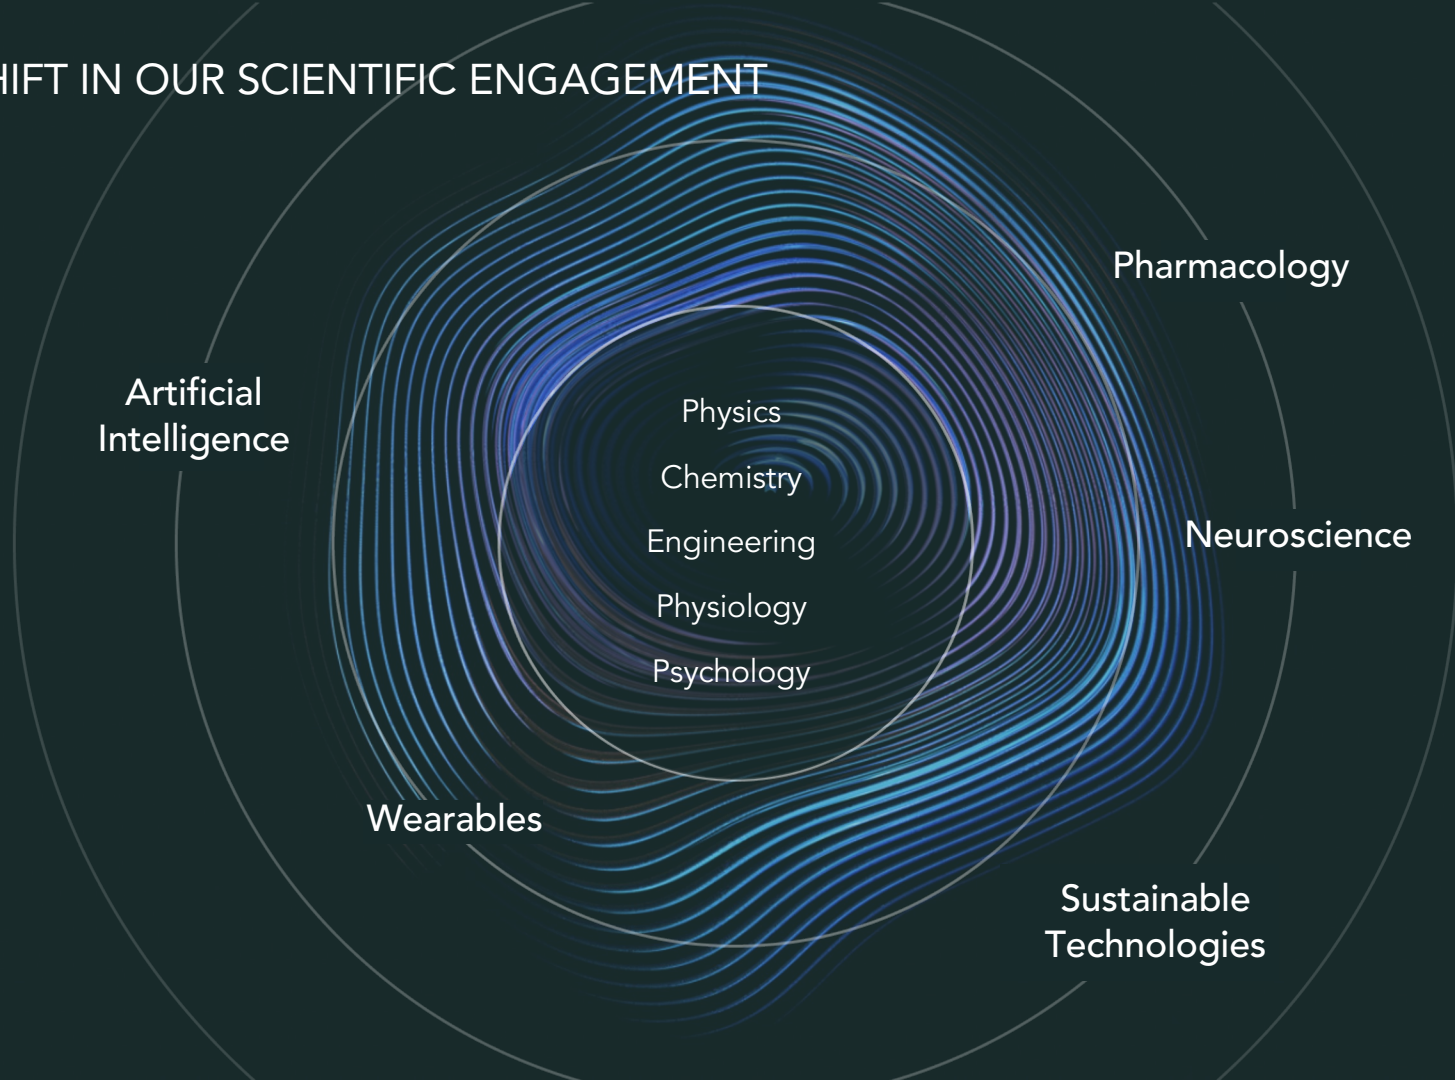 HIFT IN OUR SCIENTIFIC ENGAGEMENT
Pharmacology
Artificial
Intelligence
Physics
Chemistry
Engineering
Physiology
Psychology
Neuroscience
Wearables
Sustainable
Technologies